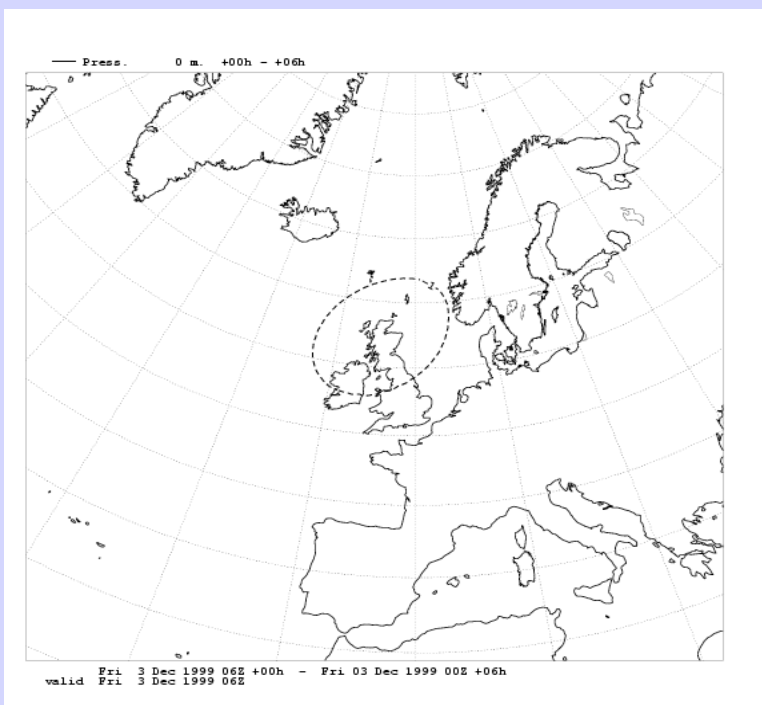 Press. 0 m. +00h - +06h
Fri 3 Dec 1999 06Z +00h - Fri 03 Dec 1999 00Z +06h
valid Fri 3 Dec 1999 06Z